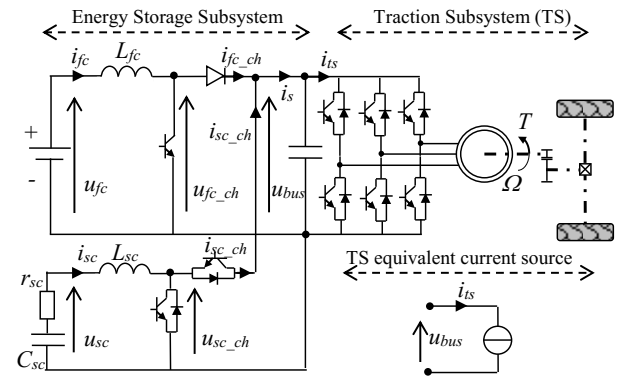 Energy Storage Subsystem
Traction Subsystem (TS)
i_fc
L_fc
i_fc_ch
i_s
i_ts
i_sc_ch
T
+
-
u_fc
u_fc_ch
u_bus
Ω
i_sc
L_sc
i_sc_ch
TS equivalent current source
r_sc
u_sc
u_sc_ch
i_ts
u_bus
C_sc